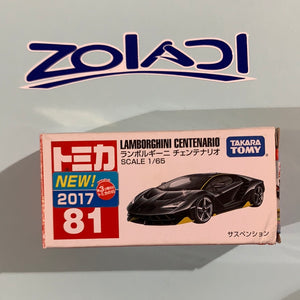 ZOIACI
トミカ
NEW!
2017
81
LAMBORGHINI CENTENARIO
ランボルギーニ チェンテナリオ
SCALE 1/65
TAKARA
TOMY
サスペンション